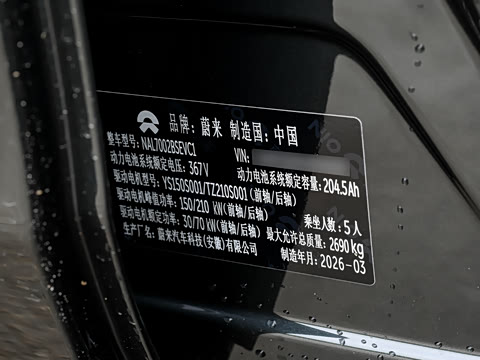 品牌：蔚来 制造国：中国
整车型号：NAL7002BSEVC1 VIN:
动力电池系统额定电压：367V 动力电池系统额定容量：204.5Ah
驱动电机型号：YS150S001/TZ210S001(前轴/后轴)
驱动电机峰值功率：150/210 kW(前轴/后轴) 乘坐人数：5人
驱动电机额定功率：30/70 kW(前轴/后轴) 最大允许总质量：2690kg
生产厂名：蔚来汽车科技(安徽)有限公司 制造年月：2026-03